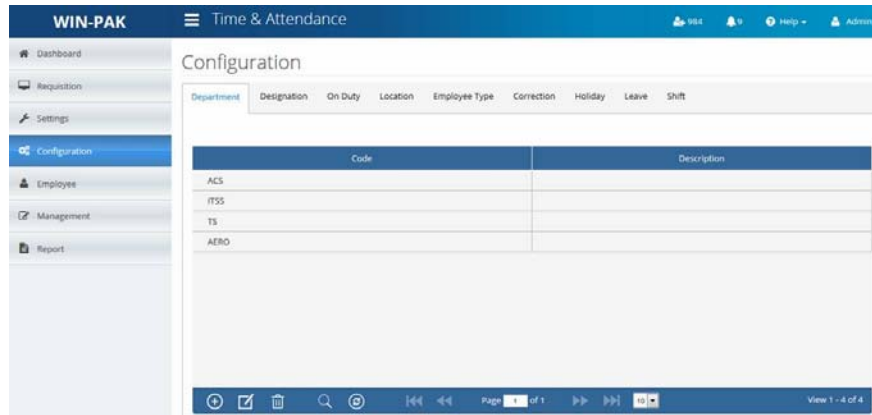 WIN-PAK
Time & Attendance
984
9
Help
Admin
Dashboard
Requisition
Settings
Configuration
Employee
Management
Report
Configuration
Department Designation On Duty Location Employee Type Correction Holiday Leave Shift
Code Description
ACS
ITSS
TS
AERO
Page 1 of 1 10 View 1 - 4 of 4